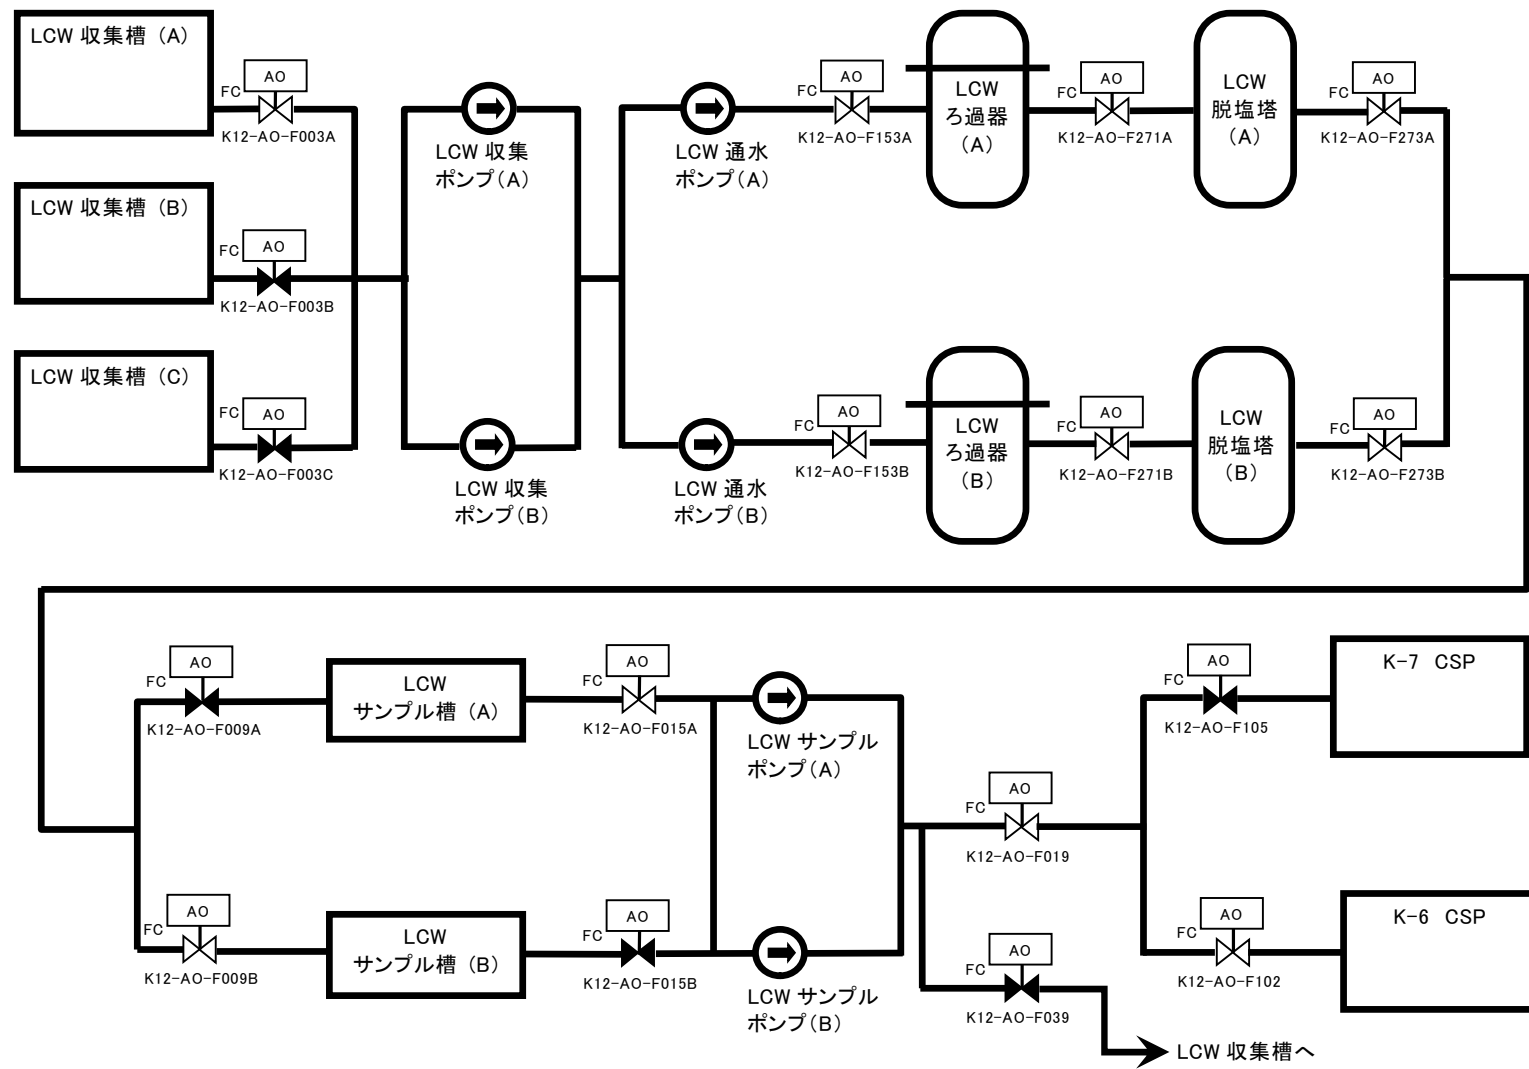 LCW 収集槽 (A)
FC
AO
K12-AO-F003A
LCW 収集槽 (B)
FC
AO
K12-AO-F003B
LCW 収集槽 (C)
FC
AO
K12-AO-F003C
LCW 収集
ポンプ(A)
LCW 収集
ポンプ(B)
LCW 通水
ポンプ(A)
LCW 通水
ポンプ(B)
FC
AO
K12-AO-F153A
LCW
ろ過器
(A)
FC
AO
K12-AO-F271A
LCW
脱塩塔
(A)
FC
AO
K12-AO-F273A
FC
AO
K12-AO-F153B
LCW
ろ過器
(B)
FC
AO
K12-AO-F271B
LCW
脱塩塔
(B)
FC
AO
K12-AO-F273B
FC
AO
K12-AO-F009A
LCW
サンプル槽 (A)
FC
AO
K12-AO-F015A
LCW サンプル
ポンプ(A)
FC
AO
K12-AO-F009B
LCW
サンプル槽 (B)
FC
AO
K12-AO-F015B
LCW サンプル
ポンプ(B)
FC
AO
K12-AO-F019
FC
AO
K12-AO-F039
LCW 収集槽へ
FC
AO
K12-AO-F105
K-7 CSP
FC
AO
K12-AO-F102
K-6 CSP